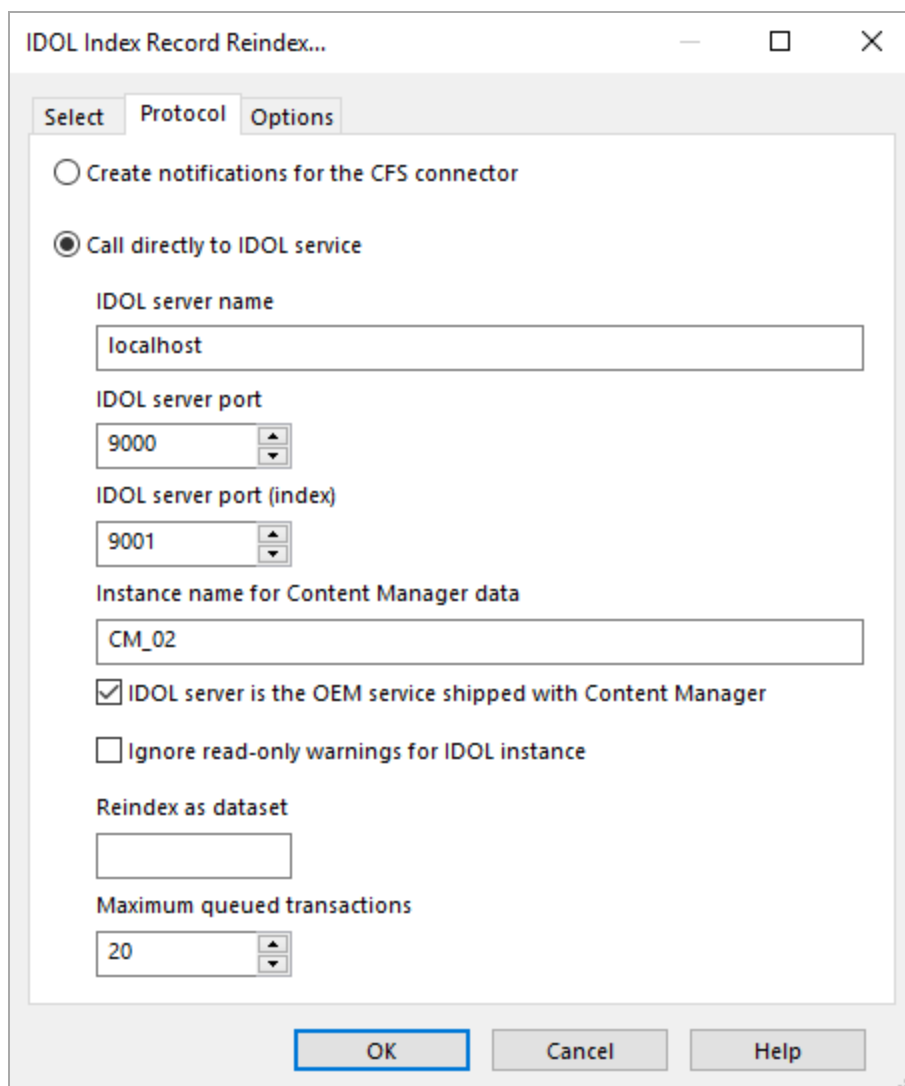 IDOL Index Record Reindex...
Select Protocol Options
Create notifications for the CFS connector
Call directly to IDOL service
IDOL server name
localhost
IDOL server port
9000
IDOL server port (index)
9001
Instance name for Content Manager data
CM_02
IDOL server is the OEM service shipped with Content Manager
Ignore read-only warnings for IDOL instance
Reindex as dataset
Maximum queued transactions
20
OK Cancel Help